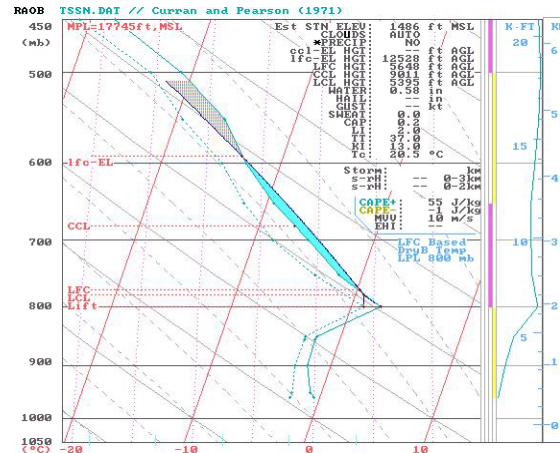 RAOB TSSN.DAT // Curran and Pearson (1971)
450 MPL=17745ft,MSL
(mb)
Est STN ELEV: 1486 ft MSL
CLOUDS: AUTO
*PRECIP: NO
ccl-EL HGT: -- ft AGL
lfc-EL HGT: 12528 ft AGL
LFC HGT: 5648 ft AGL
CCL HGT: 9011 ft AGL
LCL HGT: 5395 ft AGL
WATER: 0.58 in
HAIL: -- in
GUST: -- kt
SWEAT: 0.0
CAP: 0.2
LI: 2.0
TT: 37.0
KI: 13.0
Tc: 20.5 °C
Storm: km
s-rH: -- 0-3km
s-rH: -- 0-2km
CAPE+: 55 J/kg
CAPE-: -1 J/kg
MVV: 10 m/s
EHI: --
LFC Based
DryB Temp
LPL 800 mb
500
600 lfc-EL
CCL
700
LFC
LCL
800 Lift
900
1000
1050
(°C) -20 -10 0 10
K-FT
20
15
10
5
6
5
4
3
2
1
0